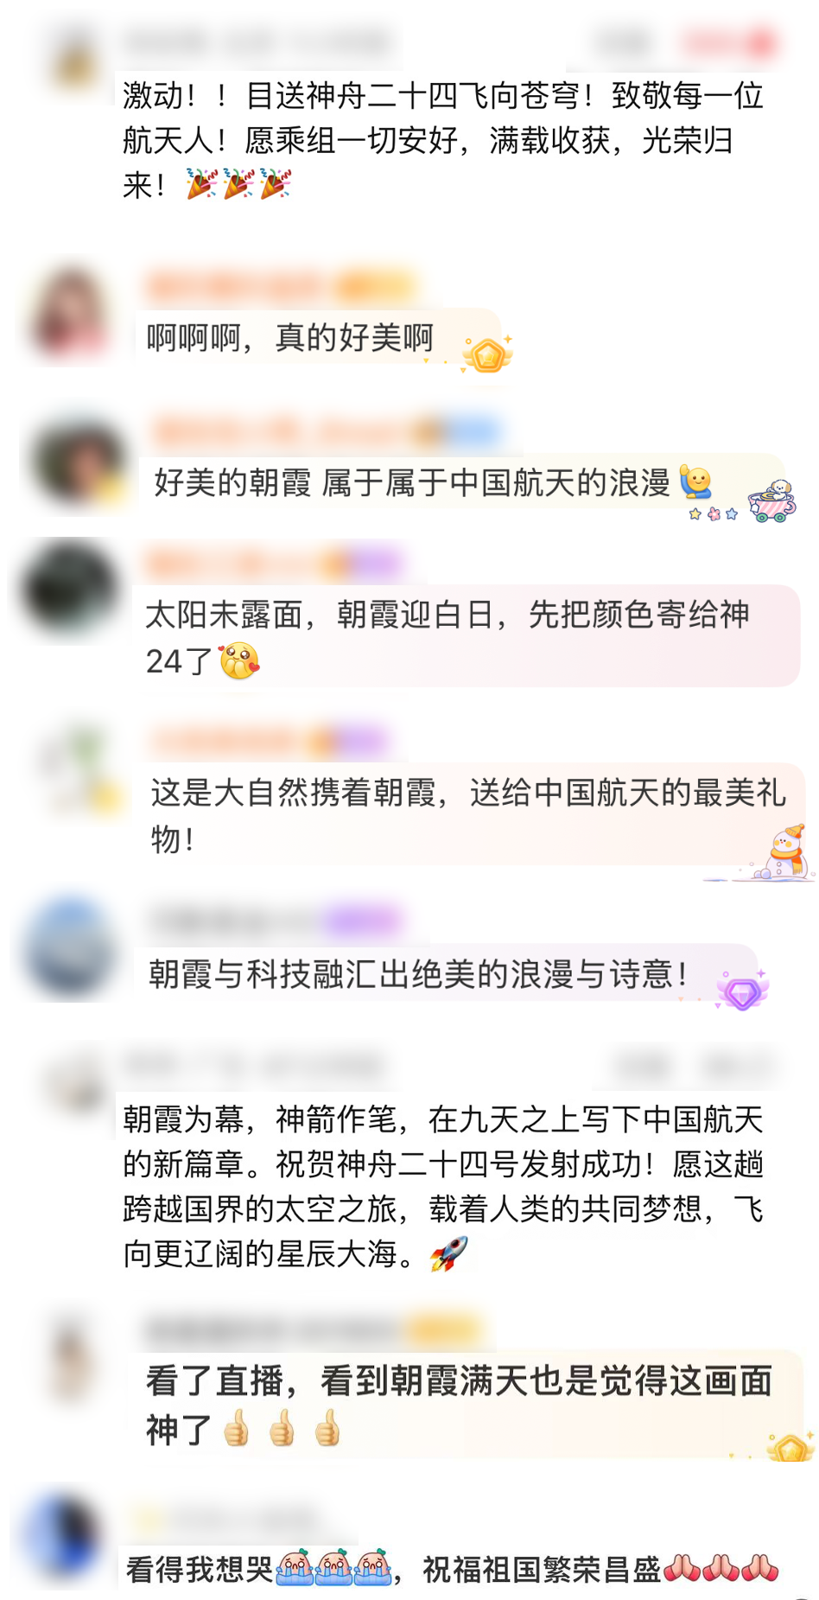 激动！！目送神舟二十四飞向苍穹！致敬每一位
航天人！愿乘组一切安好，满载收获，光荣归
来！🎉🎉🎉
啊啊啊，真的好美啊
好美的朝霞 属于属于中国航天的浪漫🙋
太阳未露面，朝霞迎白日，先把颜色寄给神
24了🥰
这是大自然携着朝霞，送给中国航天的最美礼
物！
朝霞与科技融汇出绝美的浪漫与诗意！
朝霞为幕，神箭作笔，在九天之上写下中国航天
的新篇章。祝贺神舟二十四号发射成功！愿这趟
跨越国界的太空之旅，载着人类的共同梦想，飞
向更辽阔的星辰大海。🚀
看了直播，看到朝霞满天也是觉得这画面
神了👍👍👍
看得我想哭😭😭😭，祝福祖国繁荣昌盛🙏🙏🙏